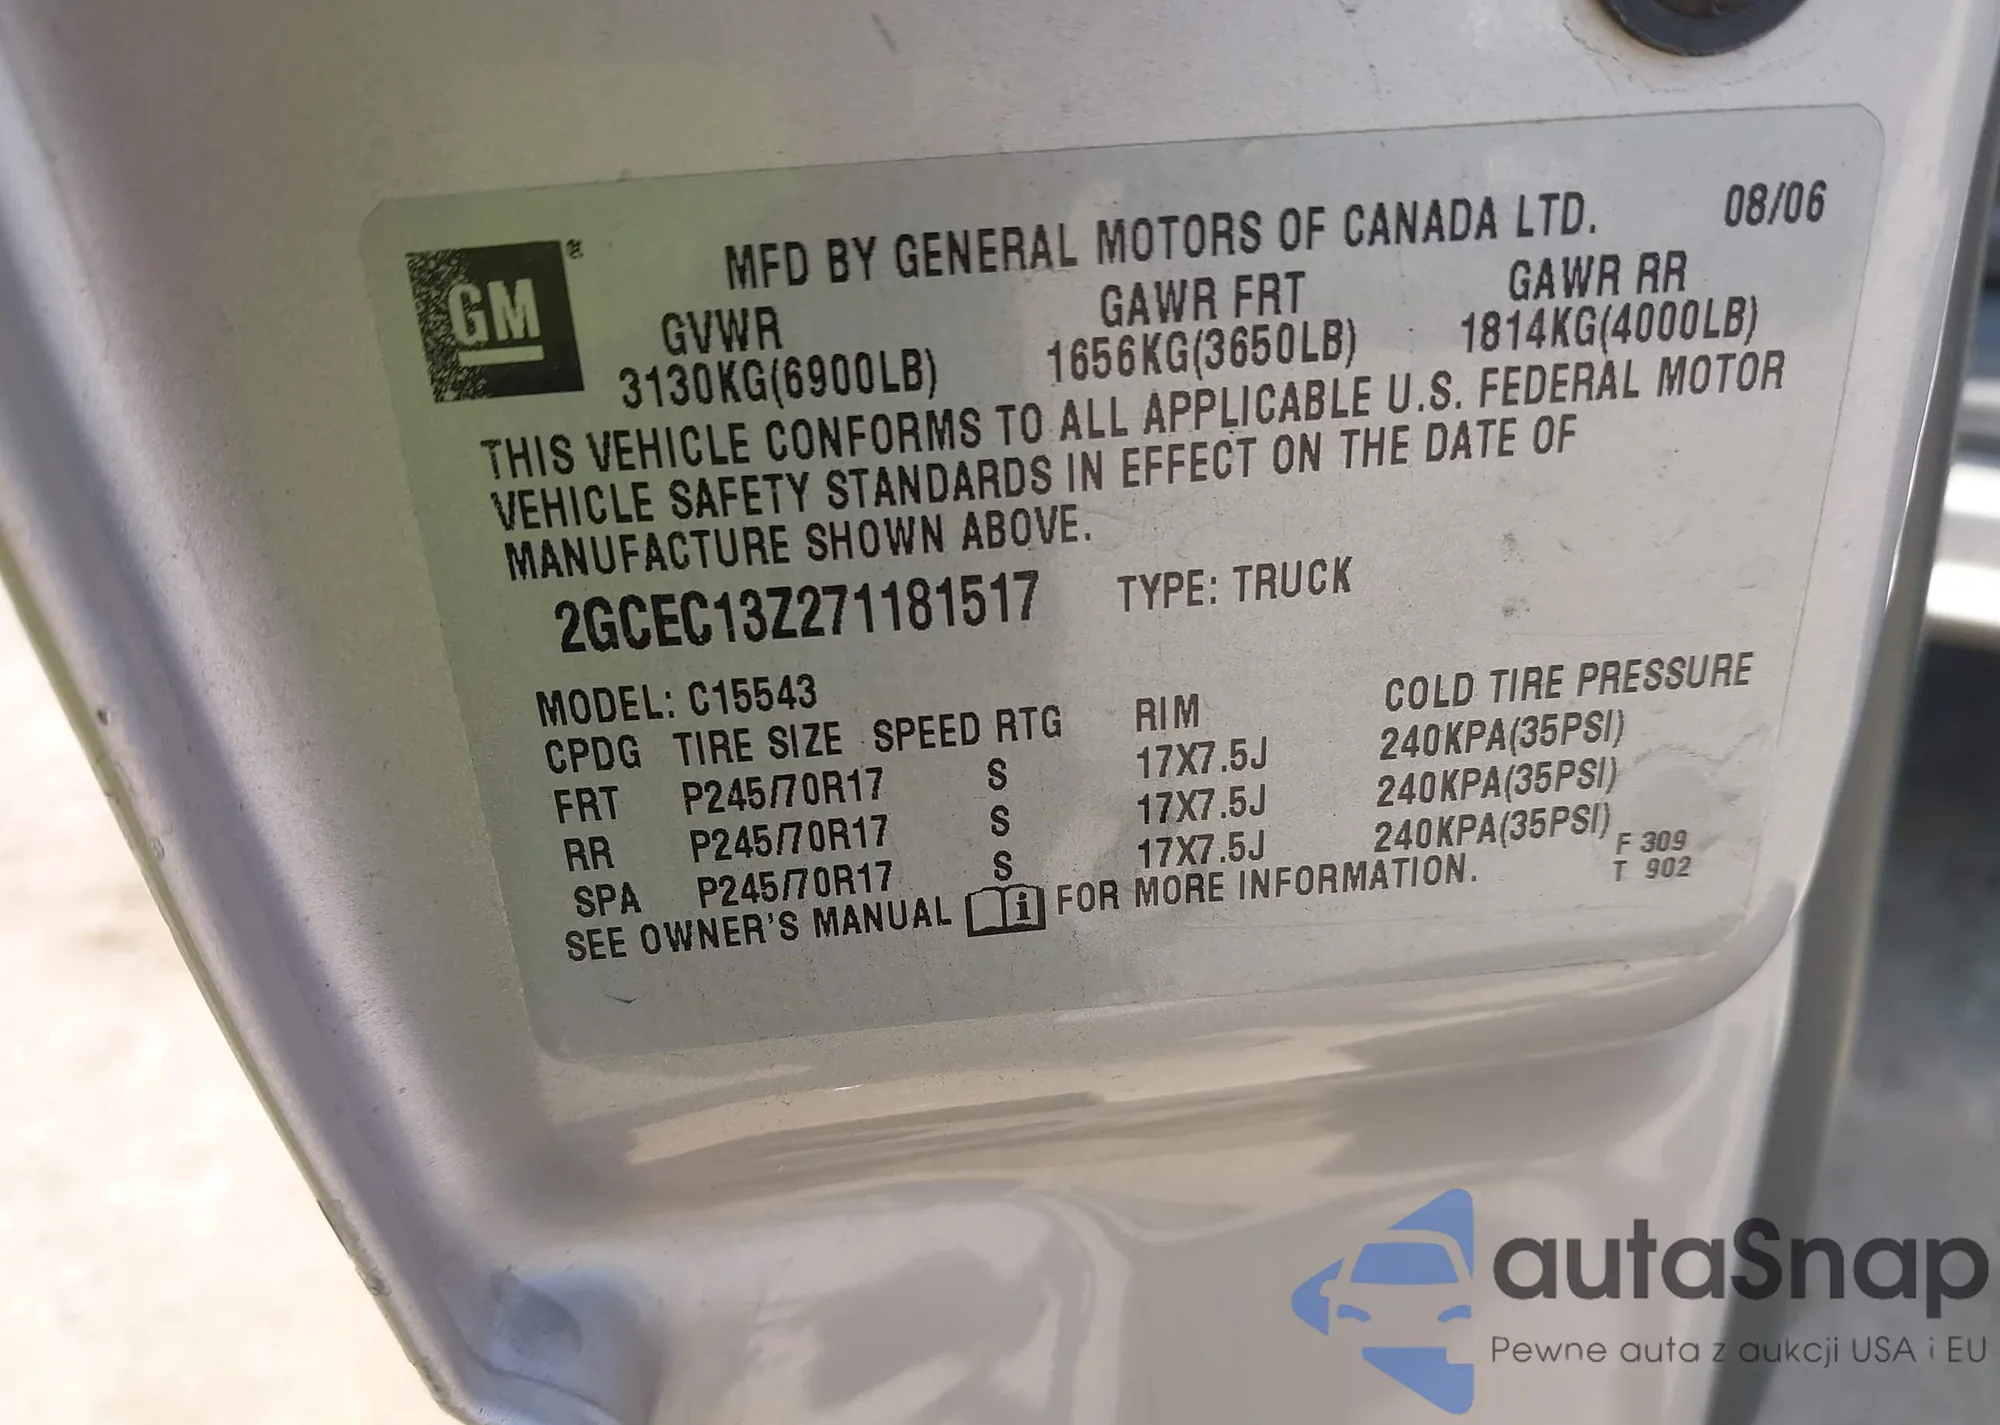 GM ®
MFD BY GENERAL MOTORS OF CANADA LTD. 08/06
GVWR GAWR FRT GAWR RR
3130KG(6900LB) 1656KG(3650LB) 1814KG(4000LB)
THIS VEHICLE CONFORMS TO ALL APPLICABLE U.S. FEDERAL MOTOR
VEHICLE SAFETY STANDARDS IN EFFECT ON THE DATE OF
MANUFACTURE SHOWN ABOVE.
2GCEC13Z271181517 TYPE: TRUCK
MODEL: C15543
CPDG TIRE SIZE SPEED RTG RIM COLD TIRE PRESSURE
FRT P245/70R17 S 17X7.5J 240KPA(35PSI)
RR P245/70R17 S 17X7.5J 240KPA(35PSI)
SPA P245/70R17 S 17X7.5J 240KPA(35PSI)
SEE OWNER'S MANUAL i FOR MORE INFORMATION.
F 309
T 902
autaSnap
Pewne auta z aukcji USA i EU